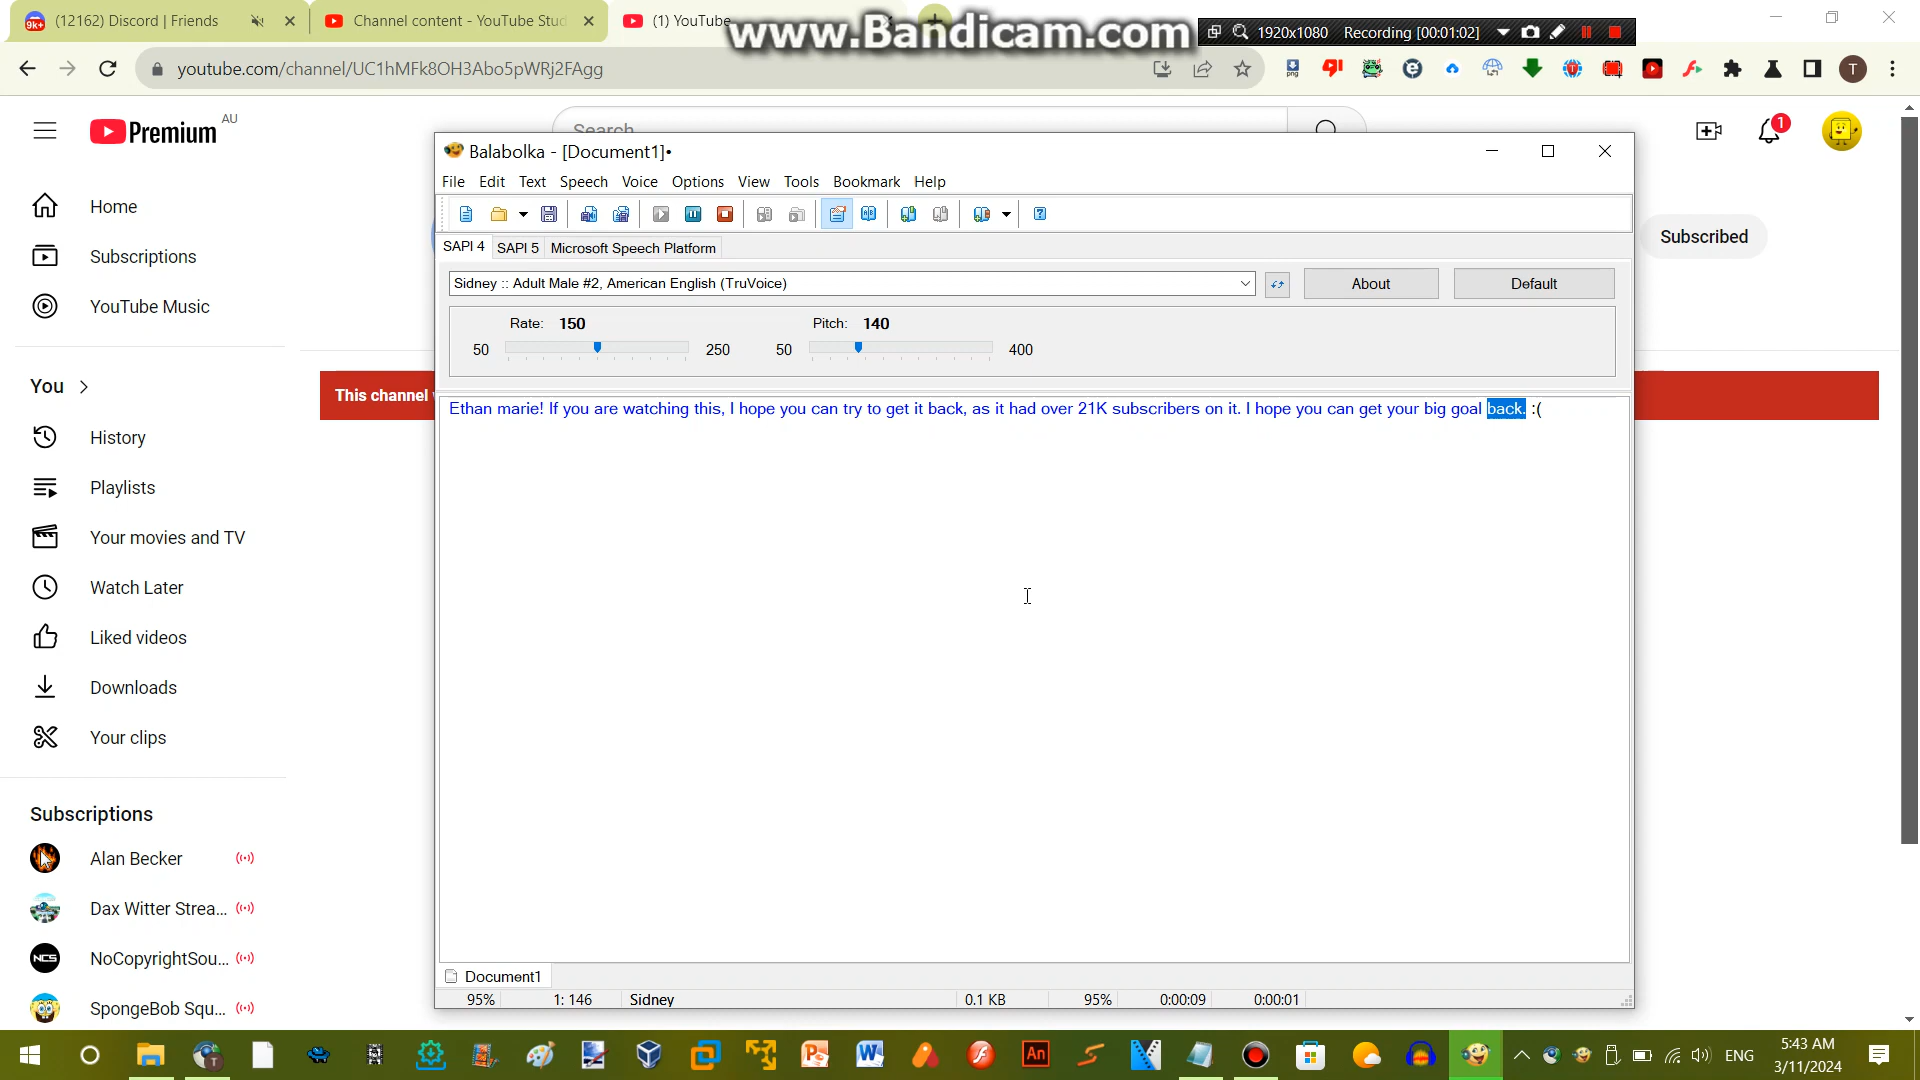 (12162) Discord | Friends
Channel content - YouTube Stud
(1) YouTube
www.Bandicam.com
1920x1080 Recording [00:01:02]
youtube.com/channel/UC1hMFk8OH3Abo5pWRj2FAgg
Premium AU
Search
1
Balabolka - [Document1]•
File Edit Text Speech Voice Options View Tools Bookmark Help
SAPI 4 SAPI 5 Microsoft Speech Platform
Sidney :: Adult Male #2, American English (TruVoice)
About
Default
Rate: 150
50 250
Pitch: 140
50 400
Ethan marie! If you are watching this, I hope you can try to get it back, as it had over 21K subscribers on it. I hope you can get your big goal back. :(
Document1
95% 1: 146 Sidney 0.1 KB 95% 0:00:09 0:00:01
Home
Subscriptions
YouTube Music
You
History
Playlists
Your movies and TV
Watch Later
Liked videos
Downloads
Your clips
Subscriptions
Alan Becker
Dax Witter Strea...
NoCopyrightSou...
SpongeBob Squ...
This channel
Subscribed
ENG
5:43 AM
3/11/2024